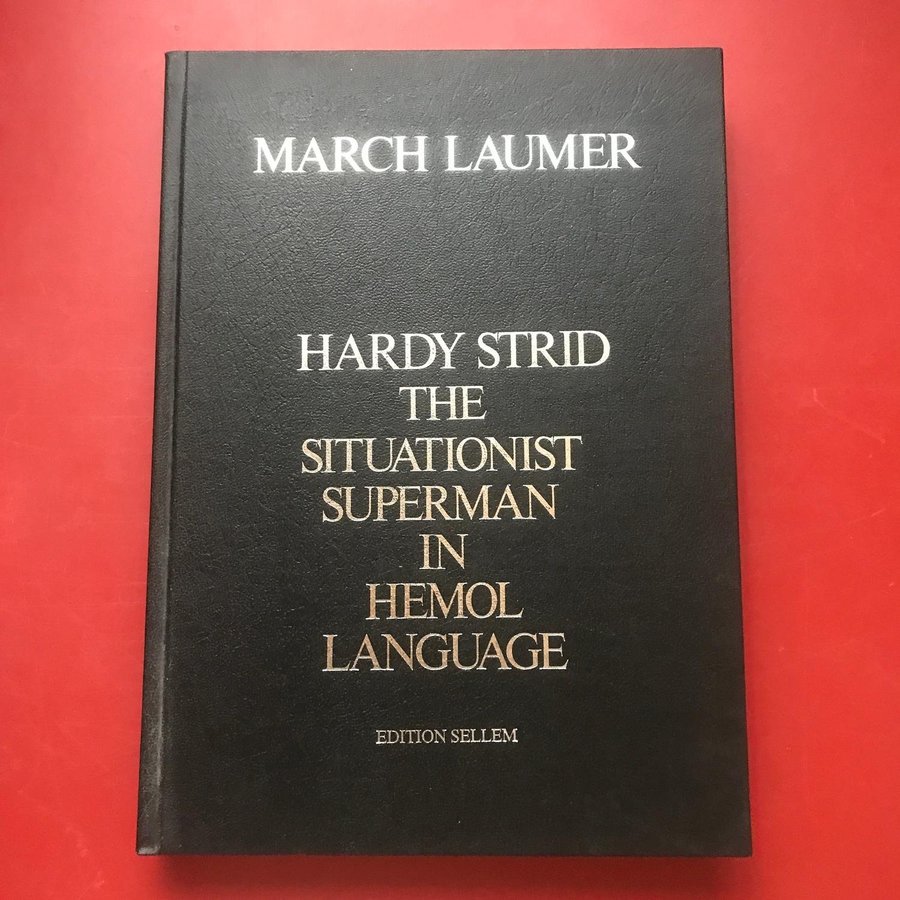 MARCH LAUMER
HARDY STRID
THE
SITUATIONIST
SUPERMAN
IN
HEMOL
LANGUAGE
EDITION SELLEM